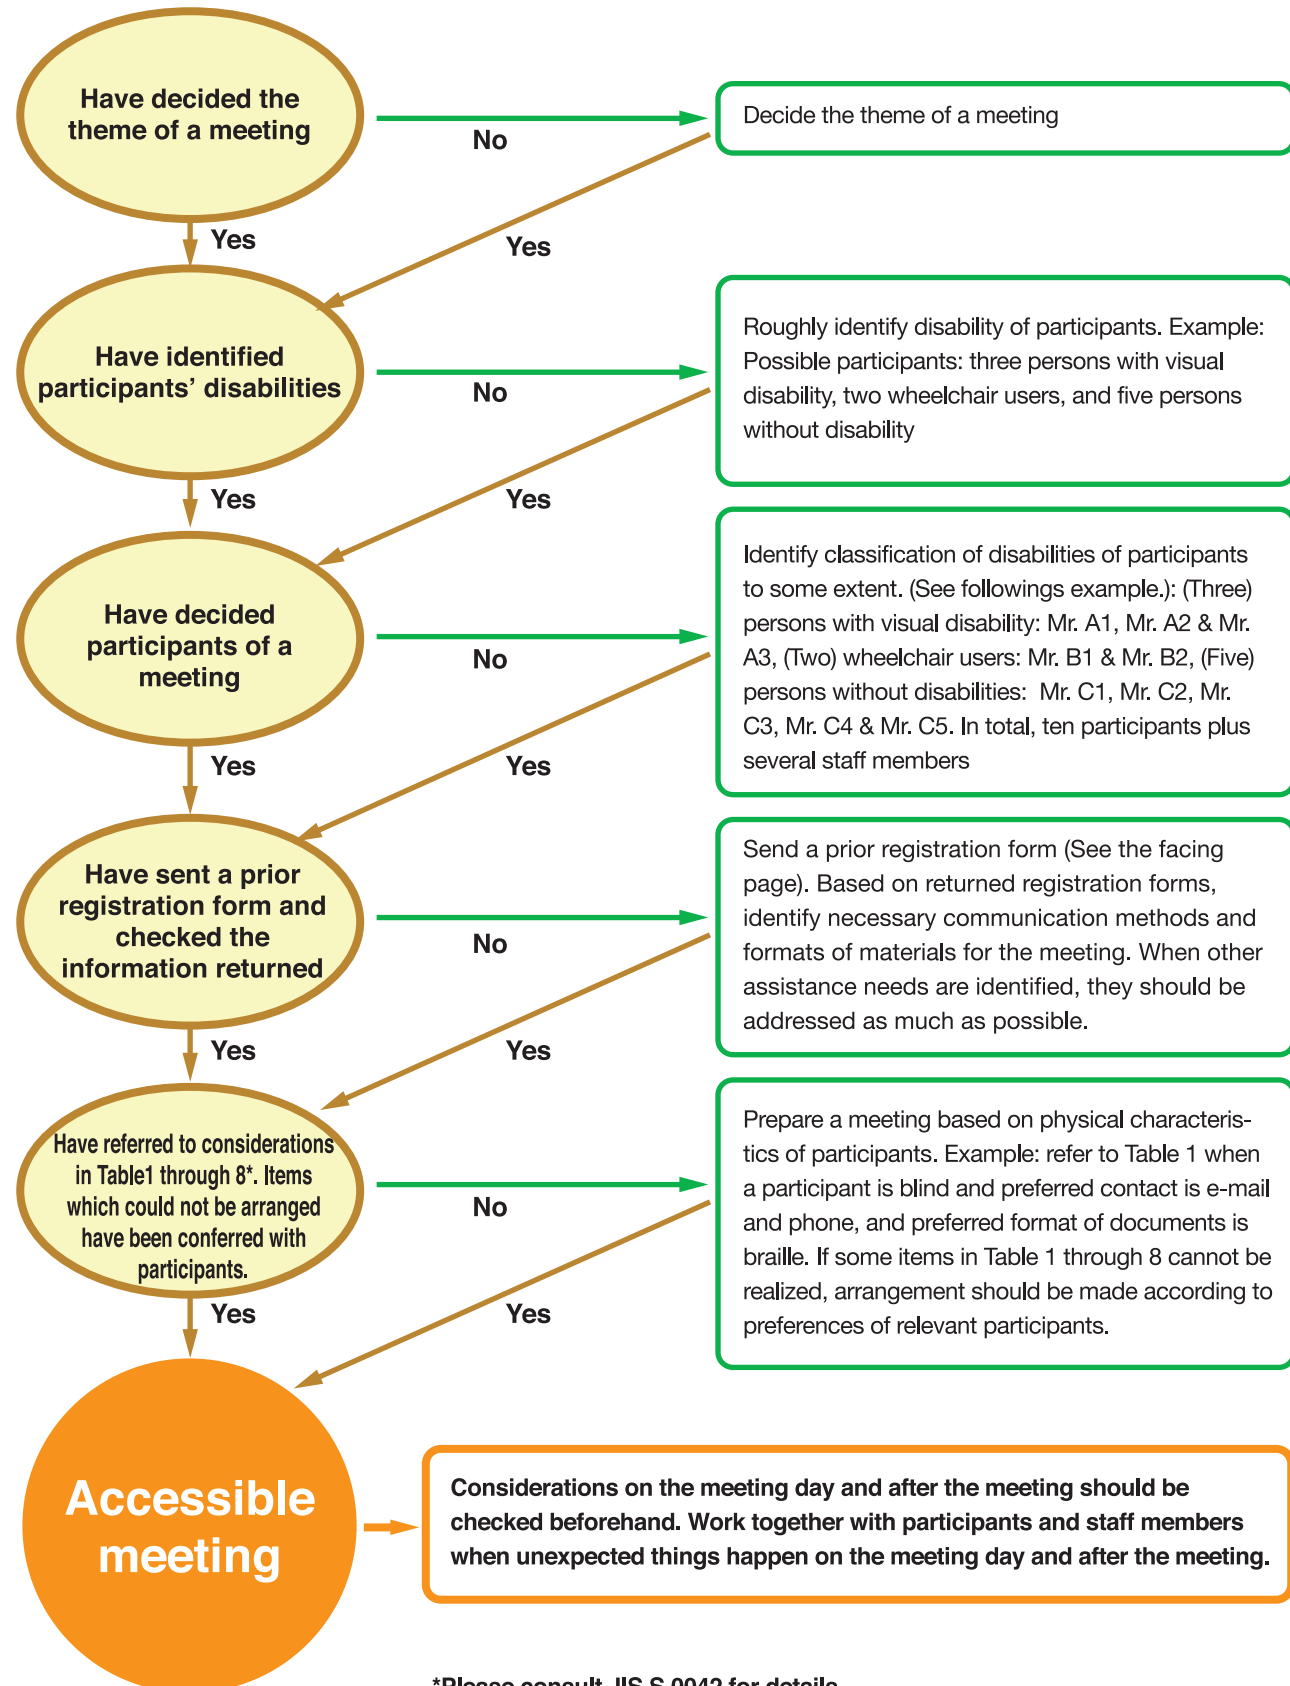 Have decided the
theme of a meeting
No
Decide the theme of a meeting
Yes
Yes
Have identified
participants’ disabilities
No
Roughly identify disability of participants. Example:
Possible participants: three persons with visual
disability, two wheelchair users, and five persons
without disability
Yes
Yes
Have decided
participants of a
meeting
No
Identify classification of disabilities of participants
to some extent. (See followings example.): (Three)
persons with visual disability: Mr. A1, Mr. A2 & Mr.
A3, (Two) wheelchair users: Mr. B1 & Mr. B2, (Five)
persons without disabilities: Mr. C1, Mr. C2, Mr.
C3, Mr. C4 & Mr. C5. In total, ten participants plus
several staff members
Yes
Yes
Have sent a prior
registration form and
checked the
information returned
No
Send a prior registration form (See the facing
page). Based on returned registration forms,
identify necessary communication methods and
formats of materials for the meeting. When other
assistance needs are identified, they should be
addressed as much as possible.
Yes
Yes
Have referred to considerations
in Table1 through 8*. Items
which could not be arranged
have been conferred with
participants.
No
Prepare a meeting based on physical characteris-
tics of participants. Example: refer to Table 1 when
a participant is blind and preferred contact is e-mail
and phone, and preferred format of documents is
braille. If some items in Table 1 through 8 cannot be
realized, arrangement should be made according to
preferences of relevant participants.
Yes
Yes
Accessible
meeting
Considerations on the meeting day and after the meeting should be
checked beforehand. Work together with participants and staff members
when unexpected things happen on the meeting day and after the meeting.
*Please consult JIS S 0042 for details